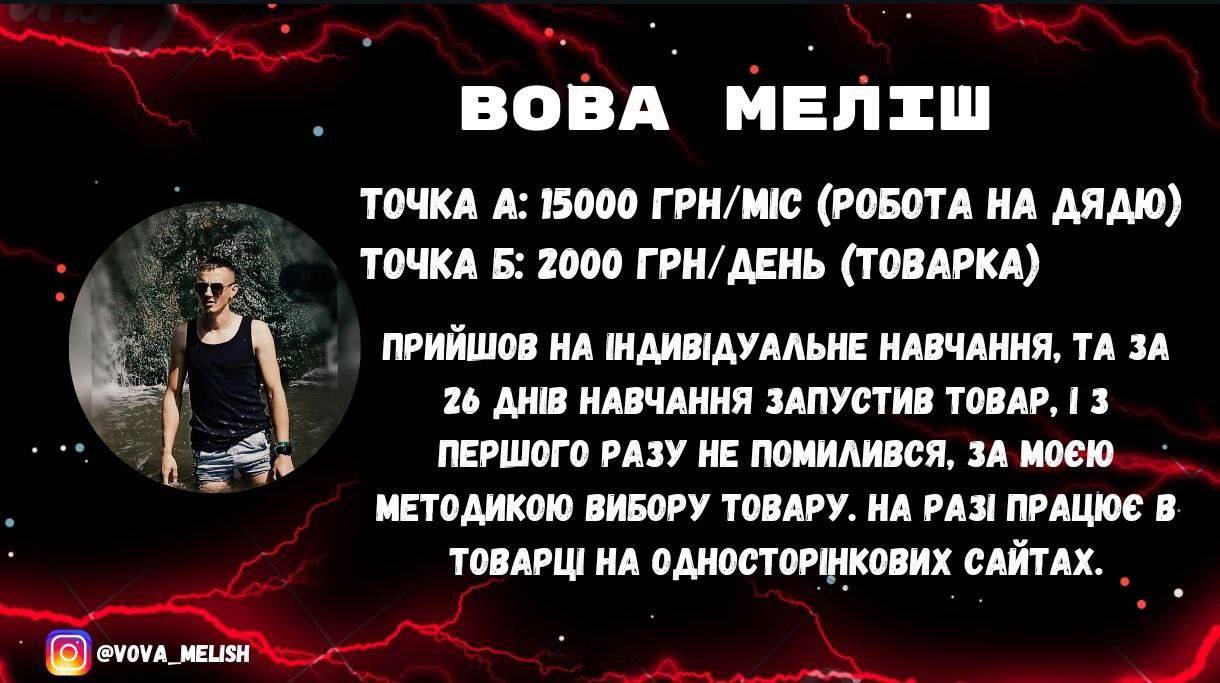 ВОВА МЕЛІШ
ТОЧКА А: 15000 ГРН/МІС (РОБОТА НА ДЯДЮ)
ТОЧКА Б: 2000 ГРН/ДЕНЬ (ТОВАРКА)
ПРИЙШОВ НА ІНДИВІДУАЛЬНЕ НАВЧАННЯ, ТА ЗА
26 ДНІВ НАВЧАННЯ ЗАПУСТИВ ТОВАР, І З
ПЕРШОГО РАЗУ НЕ ПОМИЛИВСЯ, ЗА МОЄЮ
МЕТОДИКОЮ ВИБОРУ ТОВАРУ. НА РАЗІ ПРАЦЮЄ В
ТОВАРЦІ НА ОДНОСТОРІНКОВИХ САЙТАХ.
@VOVA_MELISH